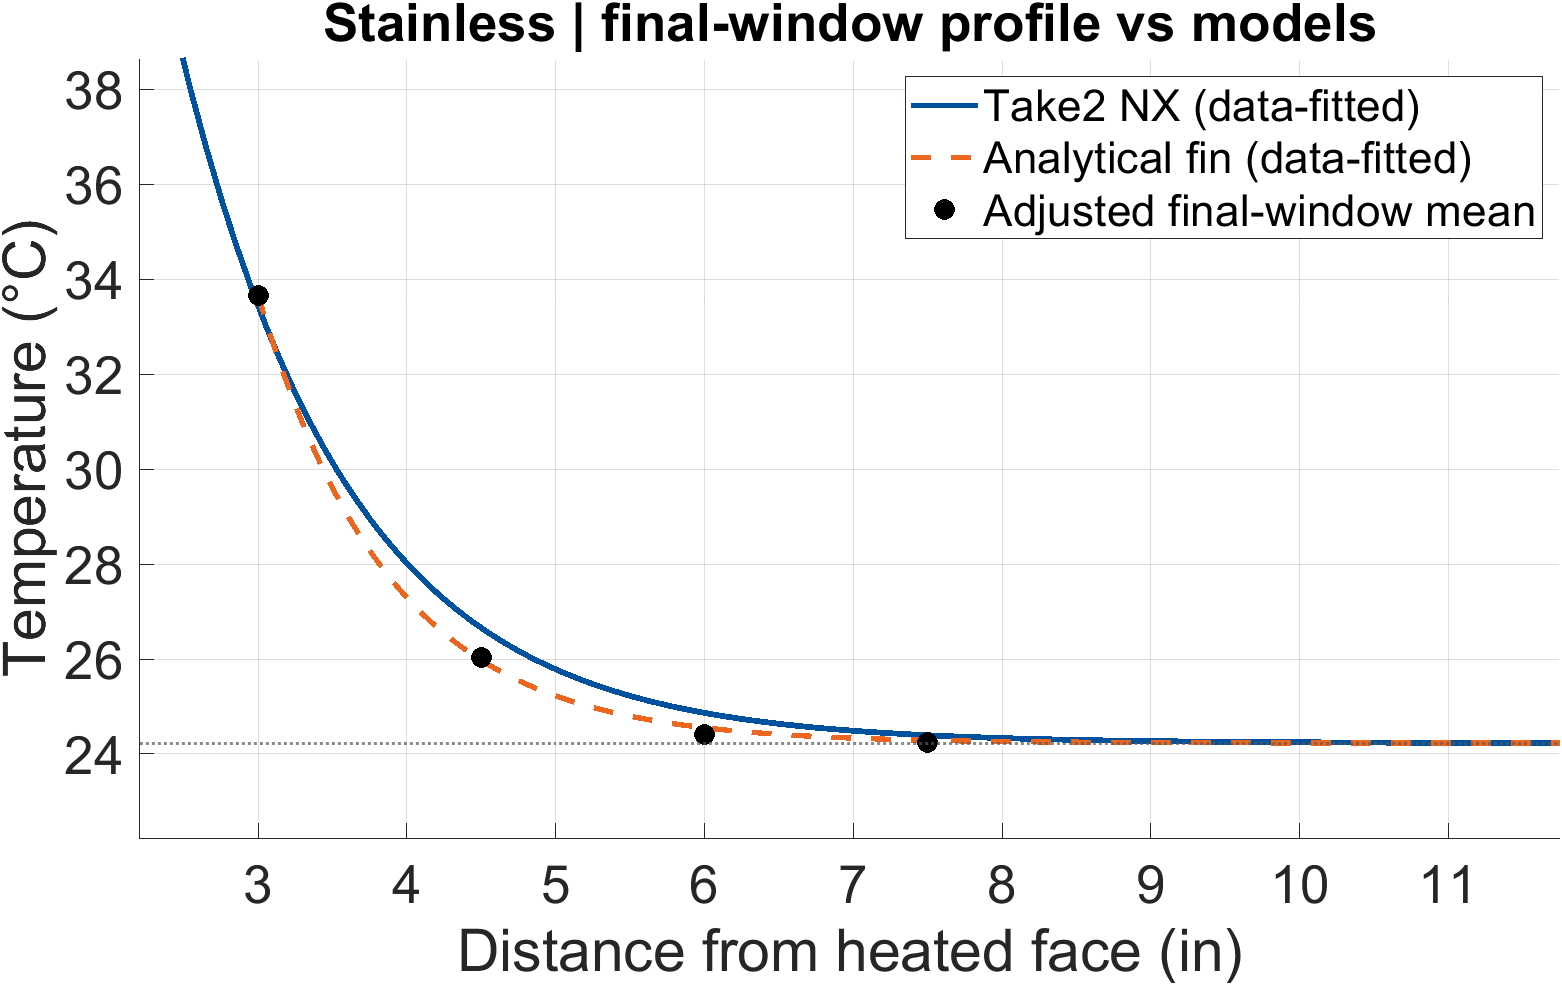 Stainless | final-window profile vs models
Take2 NX (data-fitted)
Analytical fin (data-fitted)
Adjusted final-window mean
Temperature (°C)
38
36
34
32
30
28
26
24
3 4 5 6 7 8 9 10 11
Distance from heated face (in)